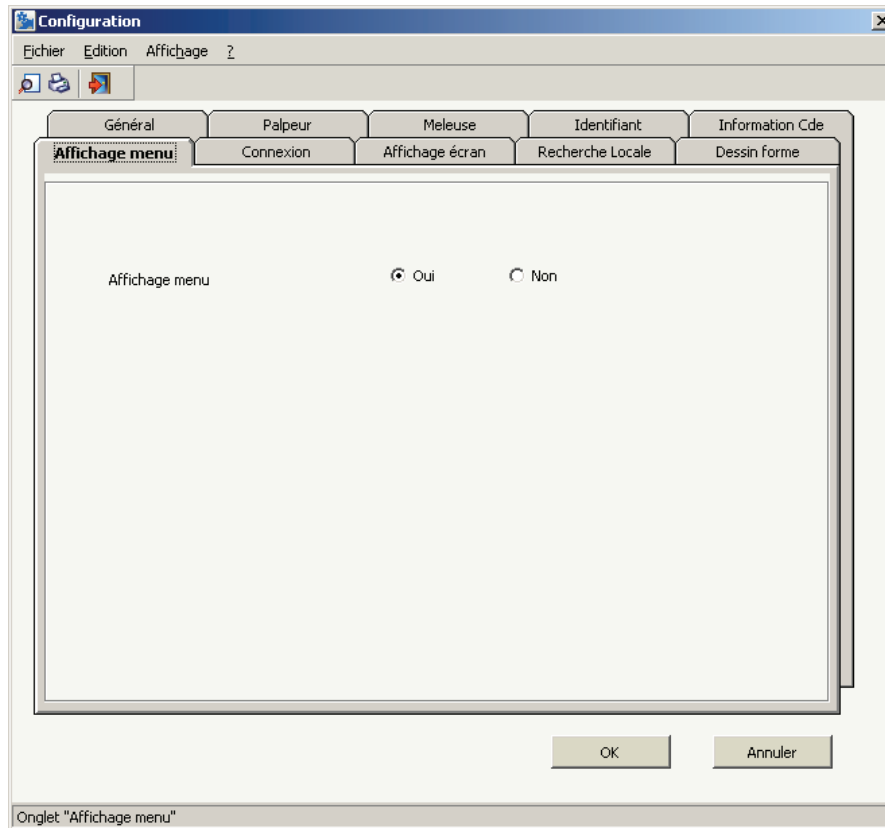 Configuration
Fichier Edition Affichage ?
Général Palpeur Meleuse Identifiant Information Cde
Affichage menu Connexion Affichage écran Recherche Locale Dessin forme
Affichage menu Oui Non
OK Annuler
Onglet "Affichage menu"